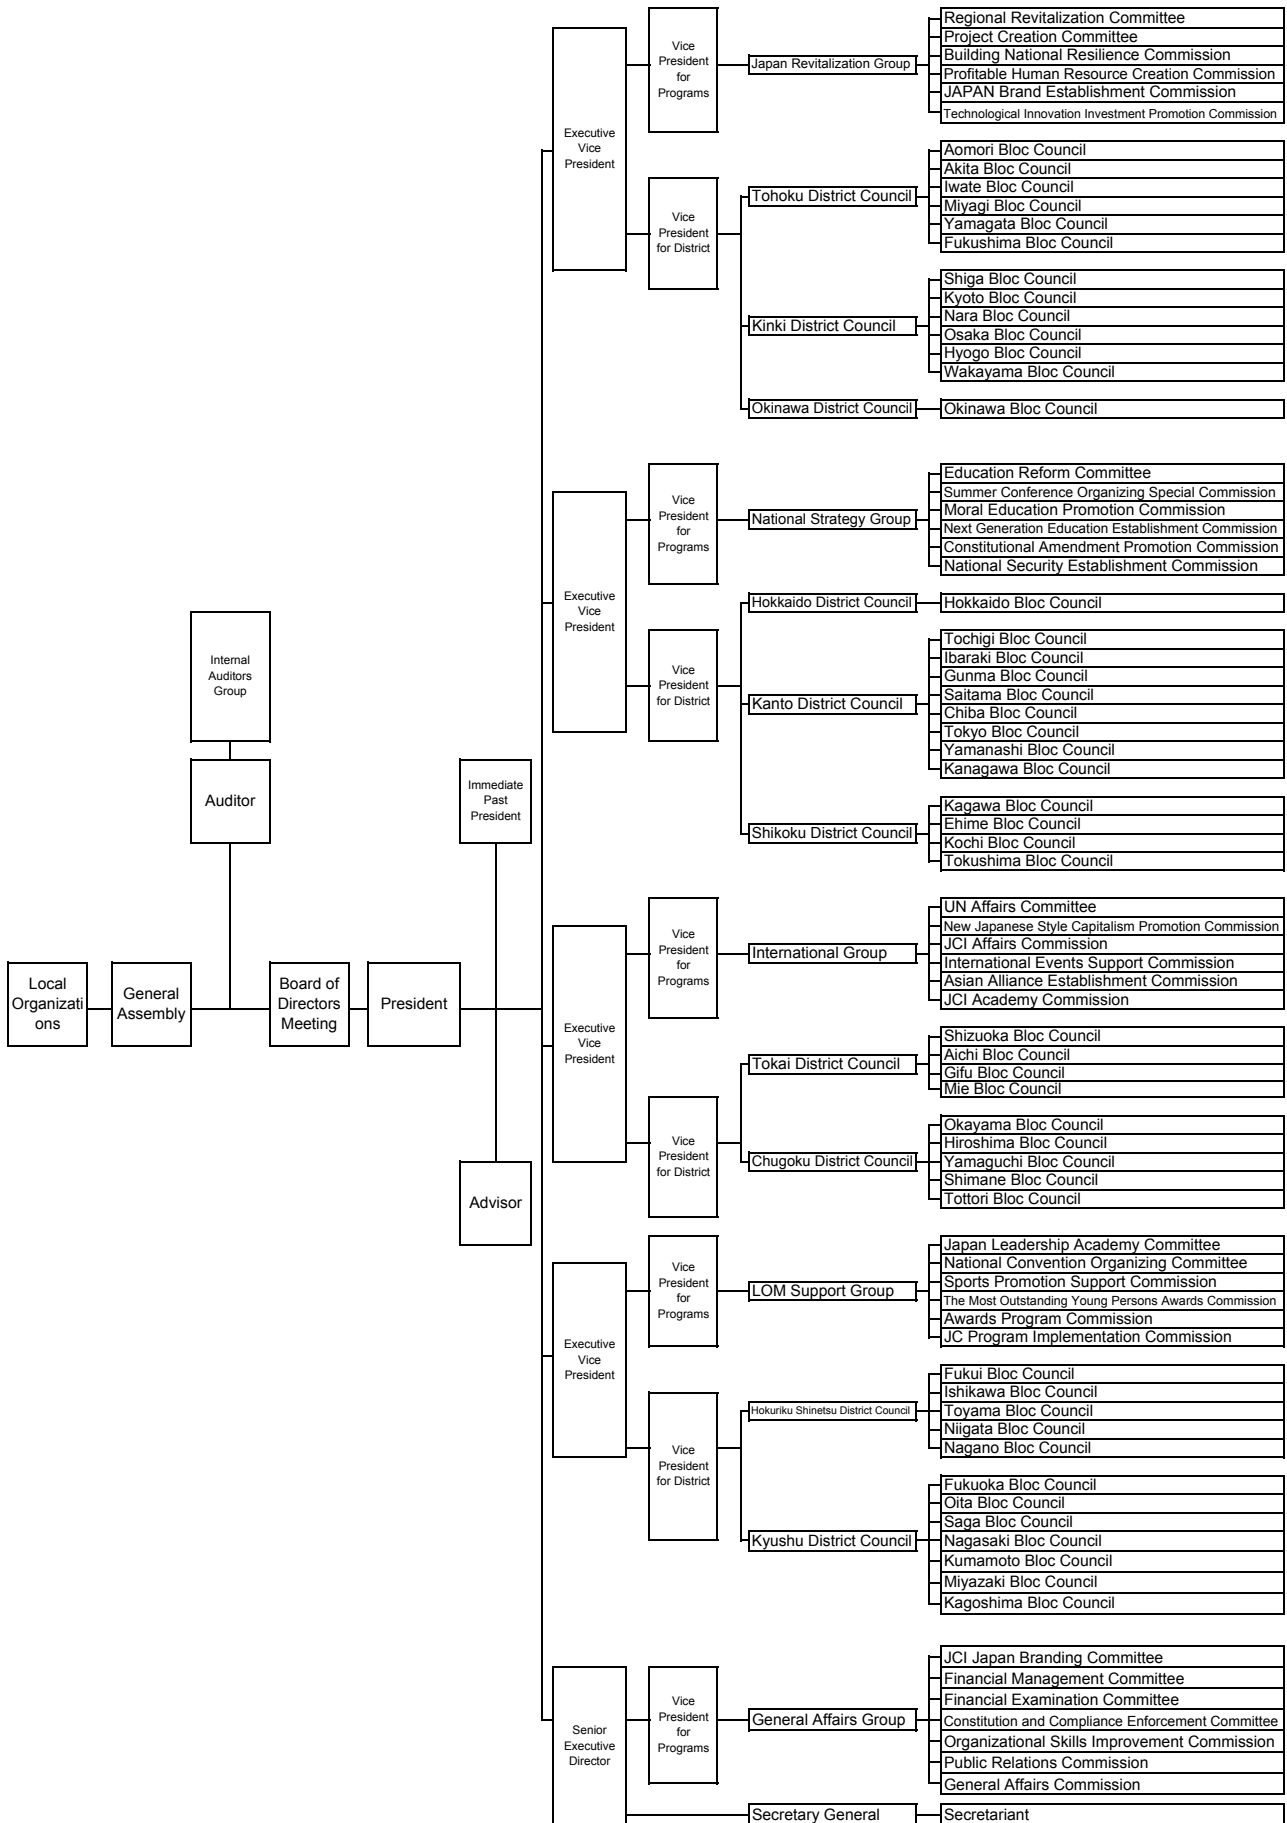 Local
Organizati
ons
General
Assembly
Internal
Auditors
Group
Auditor
Board of
Directors
Meeting
President
Immediate
Past
President
Advisor
Executive
Vice
President
Vice
President
for
Programs
Japan Revitalization Group
Regional Revitalization Committee
Project Creation Committee
Building National Resilience Commission
Profitable Human Resource Creation Commission
JAPAN Brand Establishment Commission
Technological Innovation Investment Promotion Commission
Vice
President
for District
Tohoku District Council
Aomori Bloc Council
Akita Bloc Council
Iwate Bloc Council
Miyagi Bloc Council
Yamagata Bloc Council
Fukushima Bloc Council
Kinki District Council
Shiga Bloc Council
Kyoto Bloc Council
Nara Bloc Council
Osaka Bloc Council
Hyogo Bloc Council
Wakayama Bloc Council
Okinawa District Council
Okinawa Bloc Council
Executive
Vice
President
Vice
President
for
Programs
National Strategy Group
Education Reform Committee
Summer Conference Organizing Special Commission
Moral Education Promotion Commission
Next Generation Education Establishment Commission
Constitutional Amendment Promotion Commission
National Security Establishment Commission
Vice
President
for District
Hokkaido District Council
Hokkaido Bloc Council
Kanto District Council
Tochigi Bloc Council
Ibaraki Bloc Council
Gunma Bloc Council
Saitama Bloc Council
Chiba Bloc Council
Tokyo Bloc Council
Yamanashi Bloc Council
Kanagawa Bloc Council
Shikoku District Council
Kagawa Bloc Council
Ehime Bloc Council
Kochi Bloc Council
Tokushima Bloc Council
Executive
Vice
President
Vice
President
for
Programs
International Group
UN Affairs Committee
New Japanese Style Capitalism Promotion Commission
JCI Affairs Commission
International Events Support Commission
Asian Alliance Establishment Commission
JCI Academy Commission
Vice
President
for District
Tokai District Council
Shizuoka Bloc Council
Aichi Bloc Council
Gifu Bloc Council
Mie Bloc Council
Chugoku District Council
Okayama Bloc Council
Hiroshima Bloc Council
Yamaguchi Bloc Council
Shimane Bloc Council
Tottori Bloc Council
Executive
Vice
President
Vice
President
for
Programs
LOM Support Group
Japan Leadership Academy Committee
National Convention Organizing Committee
Sports Promotion Support Commission
The Most Outstanding Young Persons Awards Commission
Awards Program Commission
JC Program Implementation Commission
Vice
President
for District
Hokuriku Shinetsu District Council
Fukui Bloc Council
Ishikawa Bloc Council
Toyama Bloc Council
Niigata Bloc Council
Nagano Bloc Council
Kyushu District Council
Fukuoka Bloc Council
Oita Bloc Council
Saga Bloc Council
Nagasaki Bloc Council
Kumamoto Bloc Council
Miyazaki Bloc Council
Kagoshima Bloc Council
Senior
Executive
Director
Vice
President
for
Programs
General Affairs Group
JCI Japan Branding Committee
Financial Management Committee
Financial Examination Committee
Constitution and Compliance Enforcement Committee
Organizational Skills Improvement Commission
Public Relations Commission
General Affairs Commission
Secretary General
Secretariant